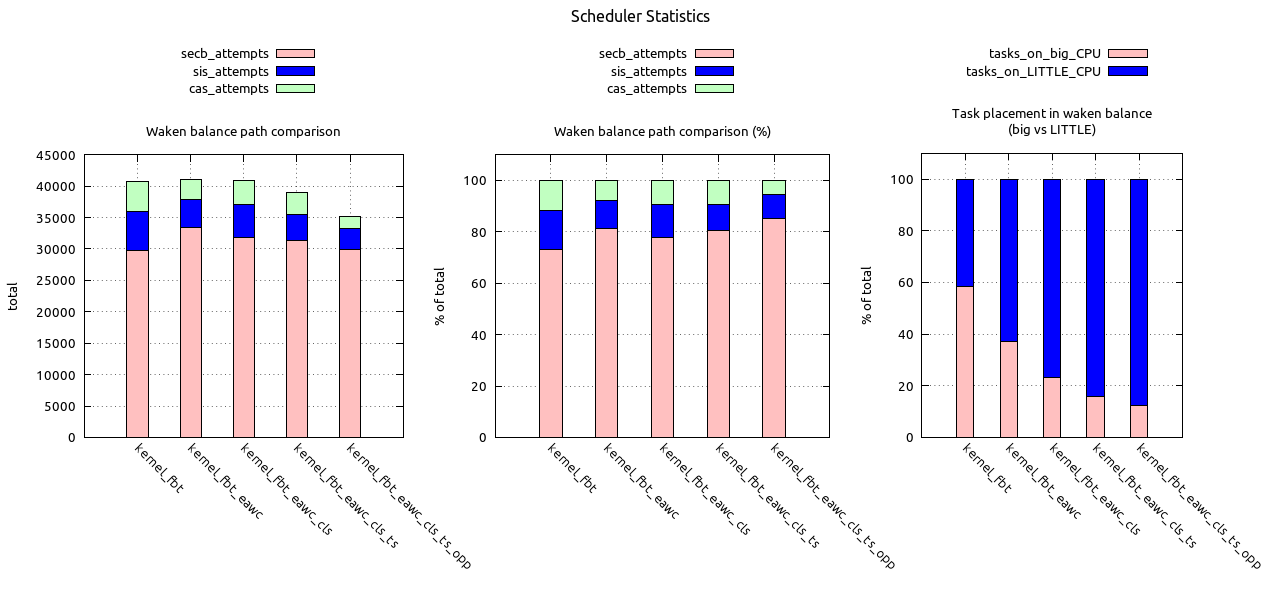 Scheduler Statistics
secb_attempts
sis_attempts
cas_attempts
Waken balance path comparison
45000
40000
35000
30000
25000
20000
15000
10000
5000
0
total
kernel_fbt
kernel_fbt_eawc
kernel_fbt_eawc_cls
kernel_fbt_eawc_cls_ts
kernel_fbt_eawc_cls_ts_opp
secb_attempts
sis_attempts
cas_attempts
Waken balance path comparison (%)
100
80
60
40
20
0
% of total
kernel_fbt
kernel_fbt_eawc
kernel_fbt_eawc_cls
kernel_fbt_eawc_cls_ts
kernel_fbt_eawc_cls_ts_opp
tasks_on_big_CPU
tasks_on_LITTLE_CPU
Task placement in waken balance
(big vs LITTLE)
100
80
60
40
20
0
% of total
kernel_fbt
kernel_fbt_eawc
kernel_fbt_eawc_cls
kernel_fbt_eawc_cls_ts
kernel_fbt_eawc_cls_ts_opp